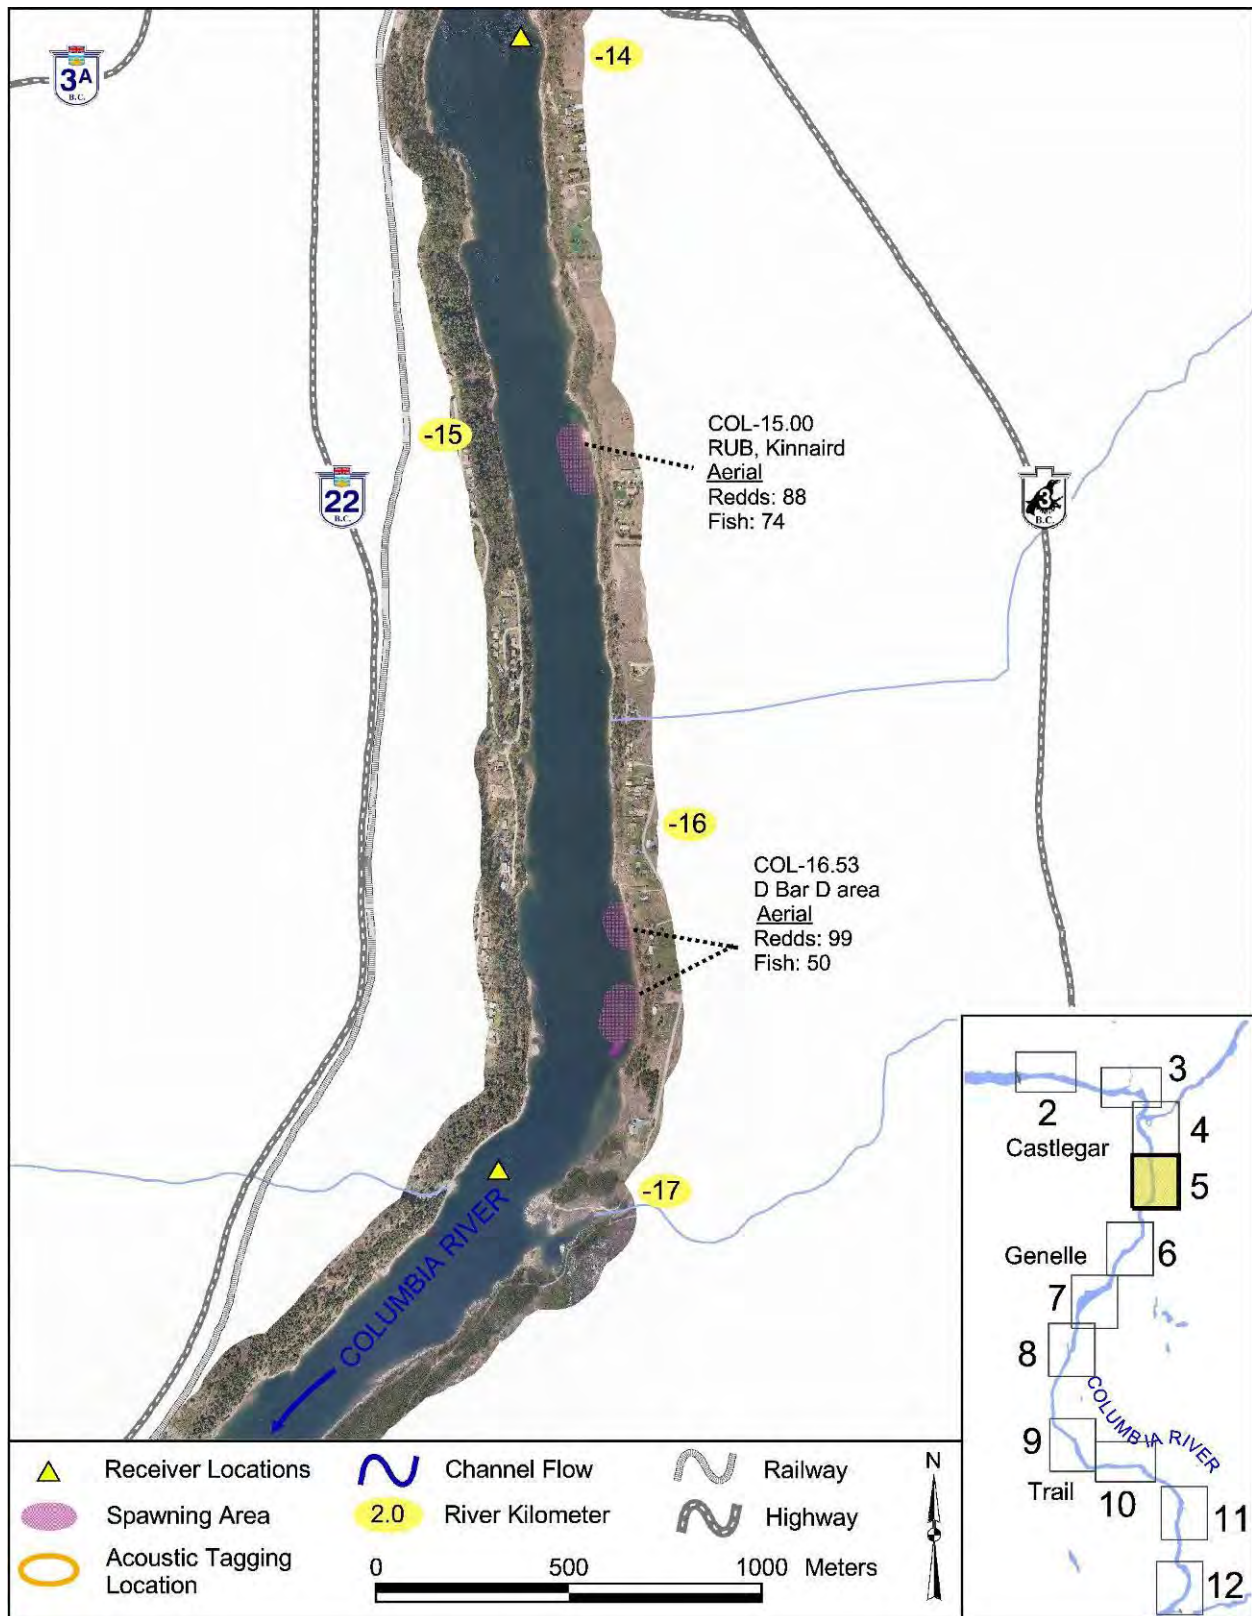 3A
B.C.
-14
-15
COL-15.00
RUB, Kinnaird
Aerial
Redds: 88
Fish: 74
22
B.C.
3
B.C.
-16
COL-16.53
D Bar D area
Aerial
Redds: 99
Fish: 50
-17
COLUMBIA RIVER
2
3
4
Castlegar
5
6
Genelle
7
8
COLUMBIA RIVER
9
Trail
10
11
12
Receiver Locations
Channel Flow
Railway
N
Spawning Area
2.0
River Kilometer
Highway
Acoustic Tagging
Location
0 500 1000 Meters